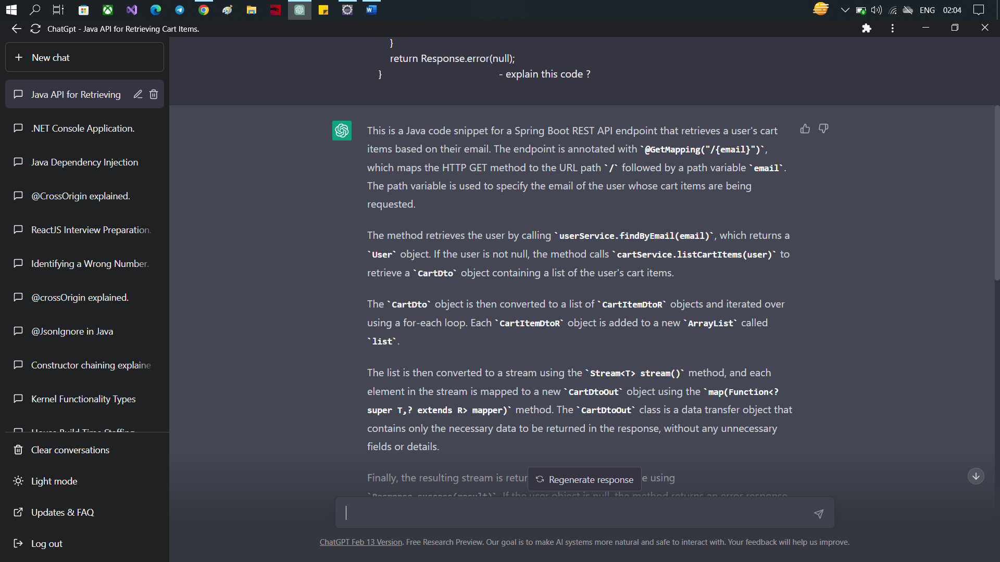 ENG 02:04
ChatGpt - Java API for Retrieving Cart Items.
+ New chat
Java API for Retrieving
.NET Console Application.
Java Dependency Injection
@CrossOrigin explained.
ReactJS Interview Preparation.
Identifying a Wrong Number.
@crossOrigin explained.
@JsonIgnore in Java
Constructor chaining explaine
Kernel Functionality Types
House Build Time Staffing
Clear conversations
Light mode
Updates & FAQ
Log out
}
return Response.error(null);
} - explain this code ?
This is a Java code snippet for a Spring Boot REST API endpoint that retrieves a user's cart
items based on their email. The endpoint is annotated with `@GetMapping("/{email}")`,
which maps the HTTP GET method to the URL path `/` followed by a path variable `email`.
The path variable is used to specify the email of the user whose cart items are being
requested.
The method retrieves the user by calling `userService.findByEmail(email)`, which returns a
`User` object. If the user is not null, the method calls `cartService.listCartItems(user)` to
retrieve a `CartDto` object containing a list of the user's cart items.
The `CartDto` object is then converted to a list of `CartItemDtoR` objects and iterated over
using a for-each loop. Each `CartItemDtoR` object is added to a new `ArrayList` called
`list`.
The list is then converted to a stream using the `Stream<T> stream()` method, and each
element in the stream is mapped to a new `CartDtoOut` object using the `map(Function<?
super T,? extends R> mapper)` method. The `CartDtoOut` class is a data transfer object that
contains only the necessary data to be returned in the response, without any unnecessary
fields or details.
Finally, the resulting stream is retur
Regenerate response
e using
`Response.success(result)`. If the user object is null, the method returns an error response
ChatGPT Feb 13 Version. Free Research Preview. Our goal is to make AI systems more natural and safe to interact with. Your feedback will help us improve.